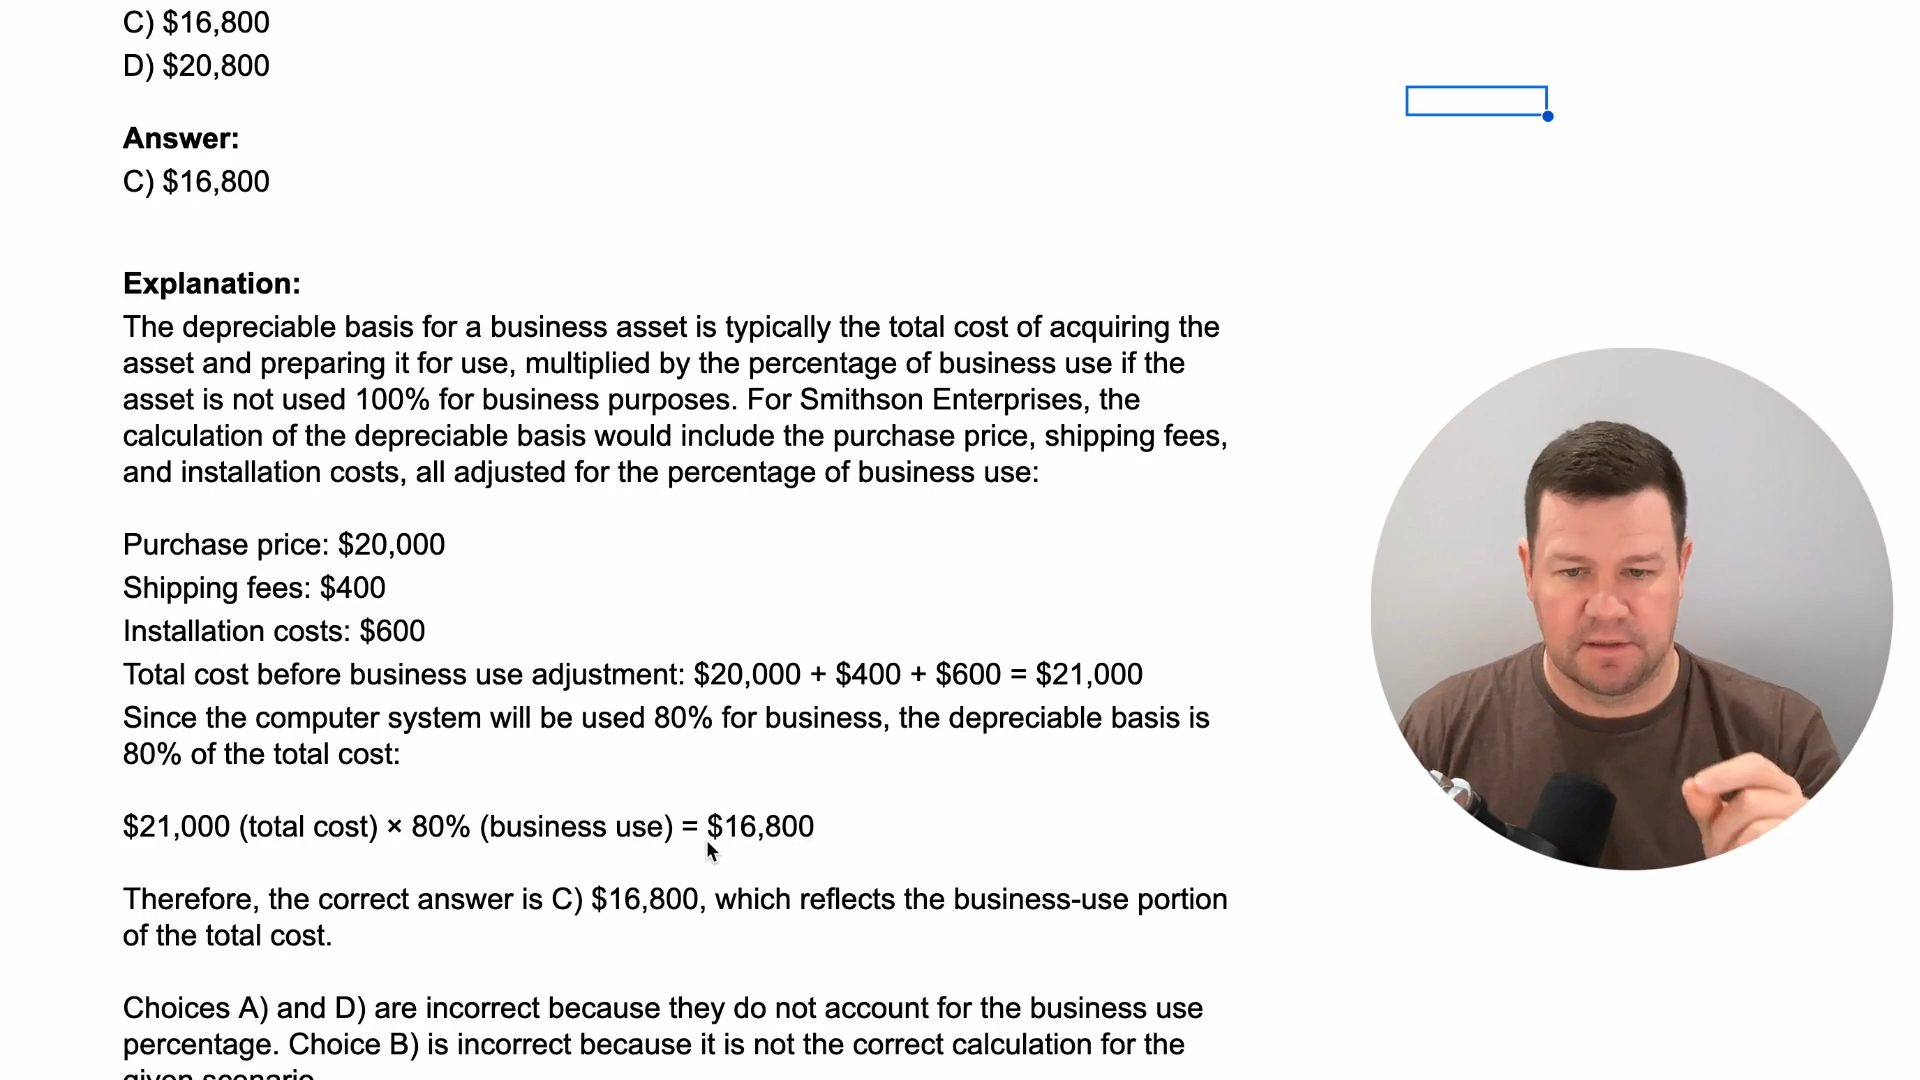 C) $16,800
D) $20,800
Answer:
C) $16,800
Explanation:
The depreciable basis for a business asset is typically the total cost of acquiring the
asset and preparing it for use, multiplied by the percentage of business use if the
asset is not used 100% for business purposes. For Smithson Enterprises, the
calculation of the depreciable basis would include the purchase price, shipping fees,
and installation costs, all adjusted for the percentage of business use:
Purchase price: $20,000
Shipping fees: $400
Installation costs: $600
Total cost before business use adjustment: $20,000 + $400 + $600 = $21,000
Since the computer system will be used 80% for business, the depreciable basis is
80% of the total cost:
$21,000 (total cost) × 80% (business use) = $16,800
Therefore, the correct answer is C) $16,800, which reflects the business-use portion
of the total cost.
Choices A) and D) are incorrect because they do not account for the business use
percentage. Choice B) is incorrect because it is not the correct calculation for the
given scenario.